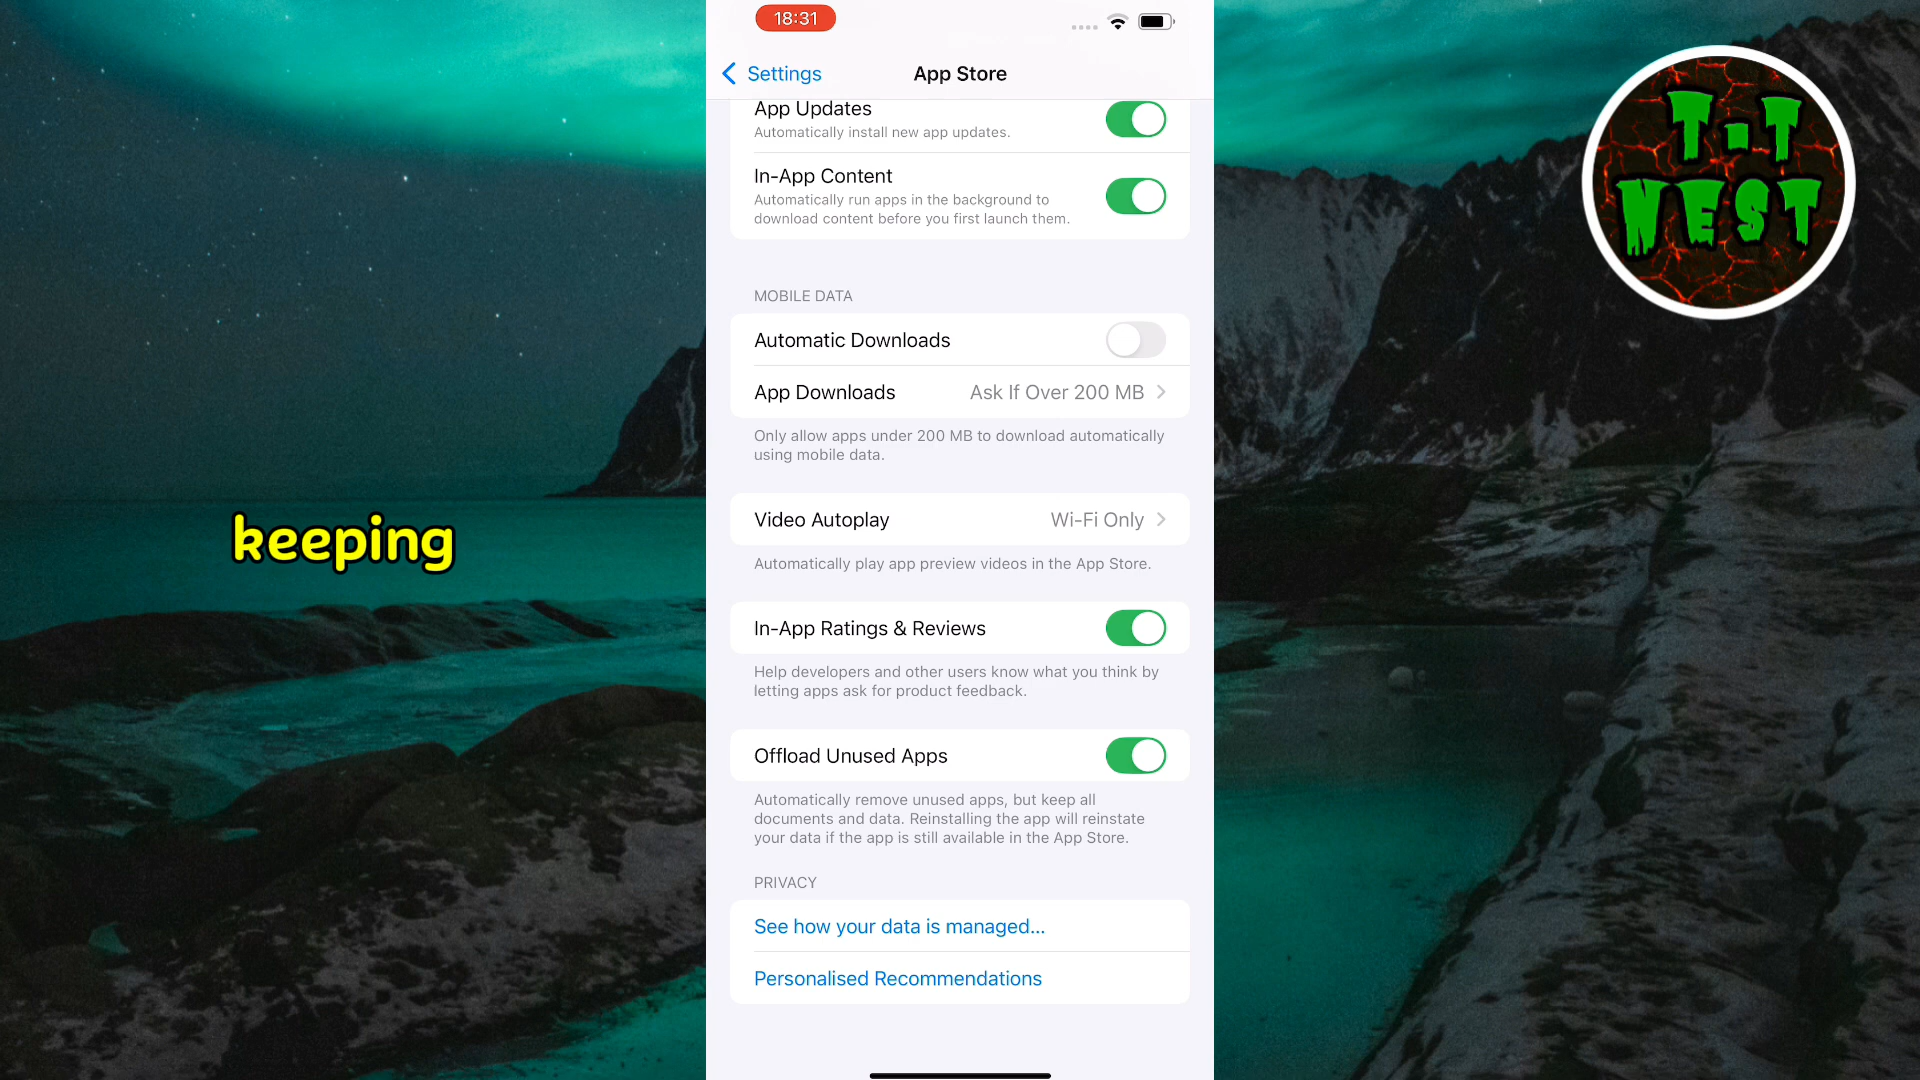 18:31
Settings
App Store
App Updates
Automatically install new app updates.
In-App Content
Automatically run apps in the background to
download content before you first launch them.
MOBILE DATA
Automatic Downloads
App Downloads
Ask If Over 200 MB
Only allow apps under 200 MB to download automatically
using mobile data.
Video Autoplay
Wi-Fi Only
Automatically play app preview videos in the App Store.
In-App Ratings & Reviews
Help developers and other users know what you think by
letting apps ask for product feedback.
Offload Unused Apps
Automatically remove unused apps, but keep all
documents and data. Reinstalling the app will reinstate
your data if the app is still available in the App Store.
PRIVACY
See how your data is managed...
Personalised Recommendations
keeping
T.T
NEST